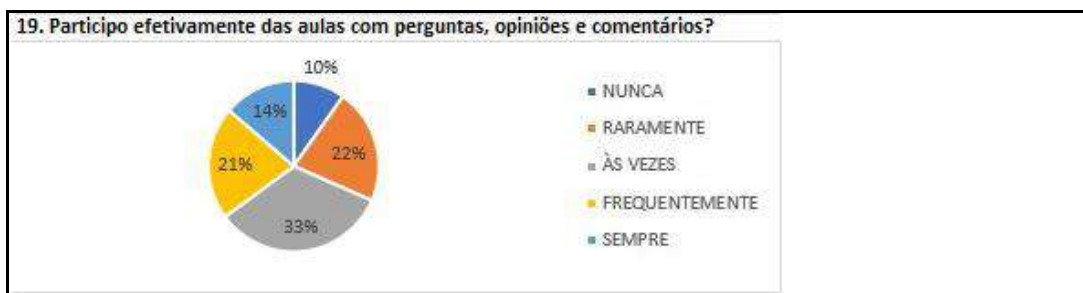 19. Participo efetivamente das aulas com perguntas, opiniões e comentários?
10%
14%
22%
21%
33%
NUNCA
RARAMENTE
ÀS VEZES
FREQUENTEMENTE
SEMPRE